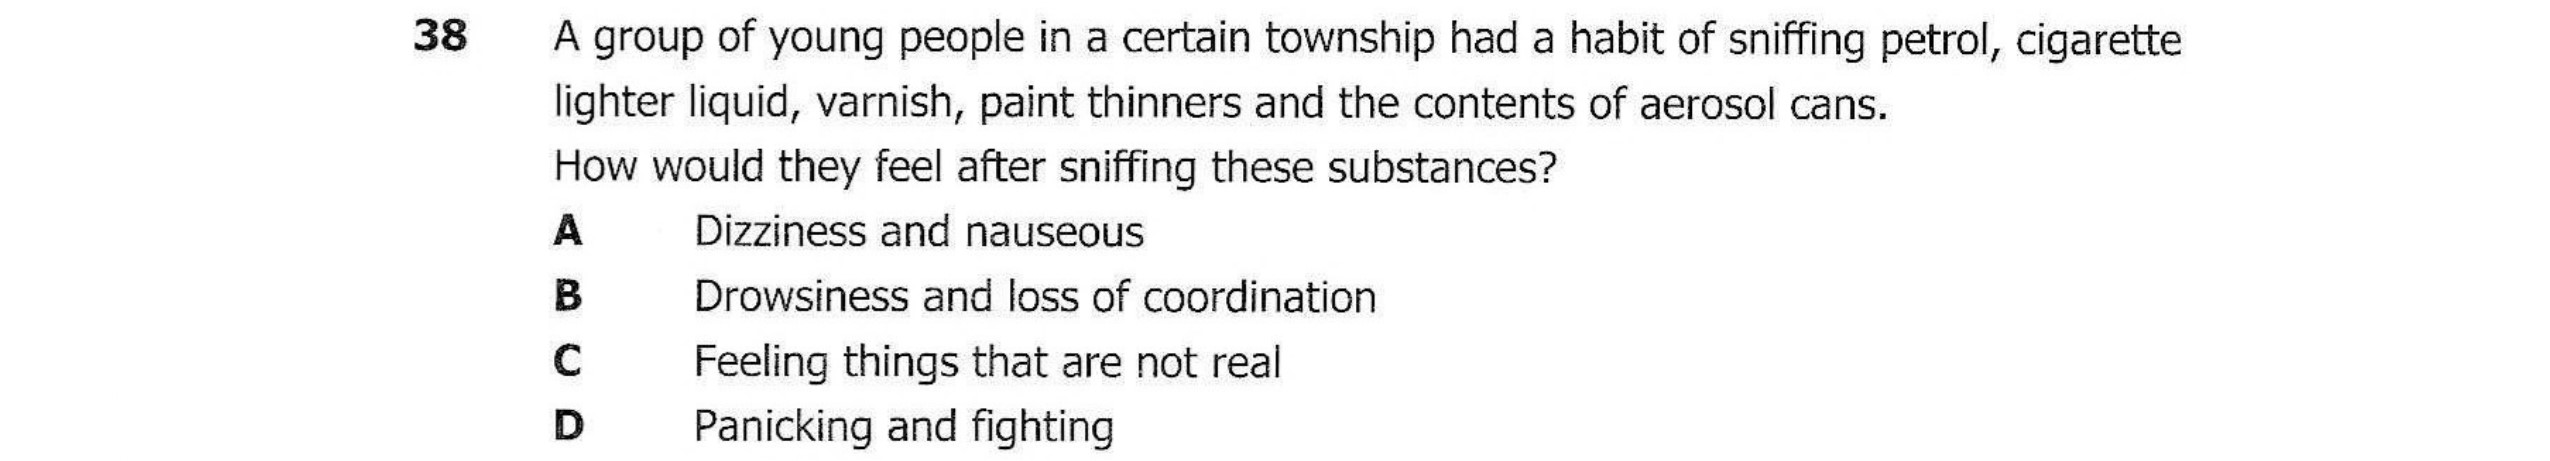 38 A group of young people in a certain township had a habit of sniffing petrol, cigarette
lighter liquid, varnish, paint thinners and the contents of aerosol cans.
How would they feel after sniffing these substances?
A Dizziness and nauseous
B Drowsiness and loss of coordination
C Feeling things that are not real
D Panicking and fighting